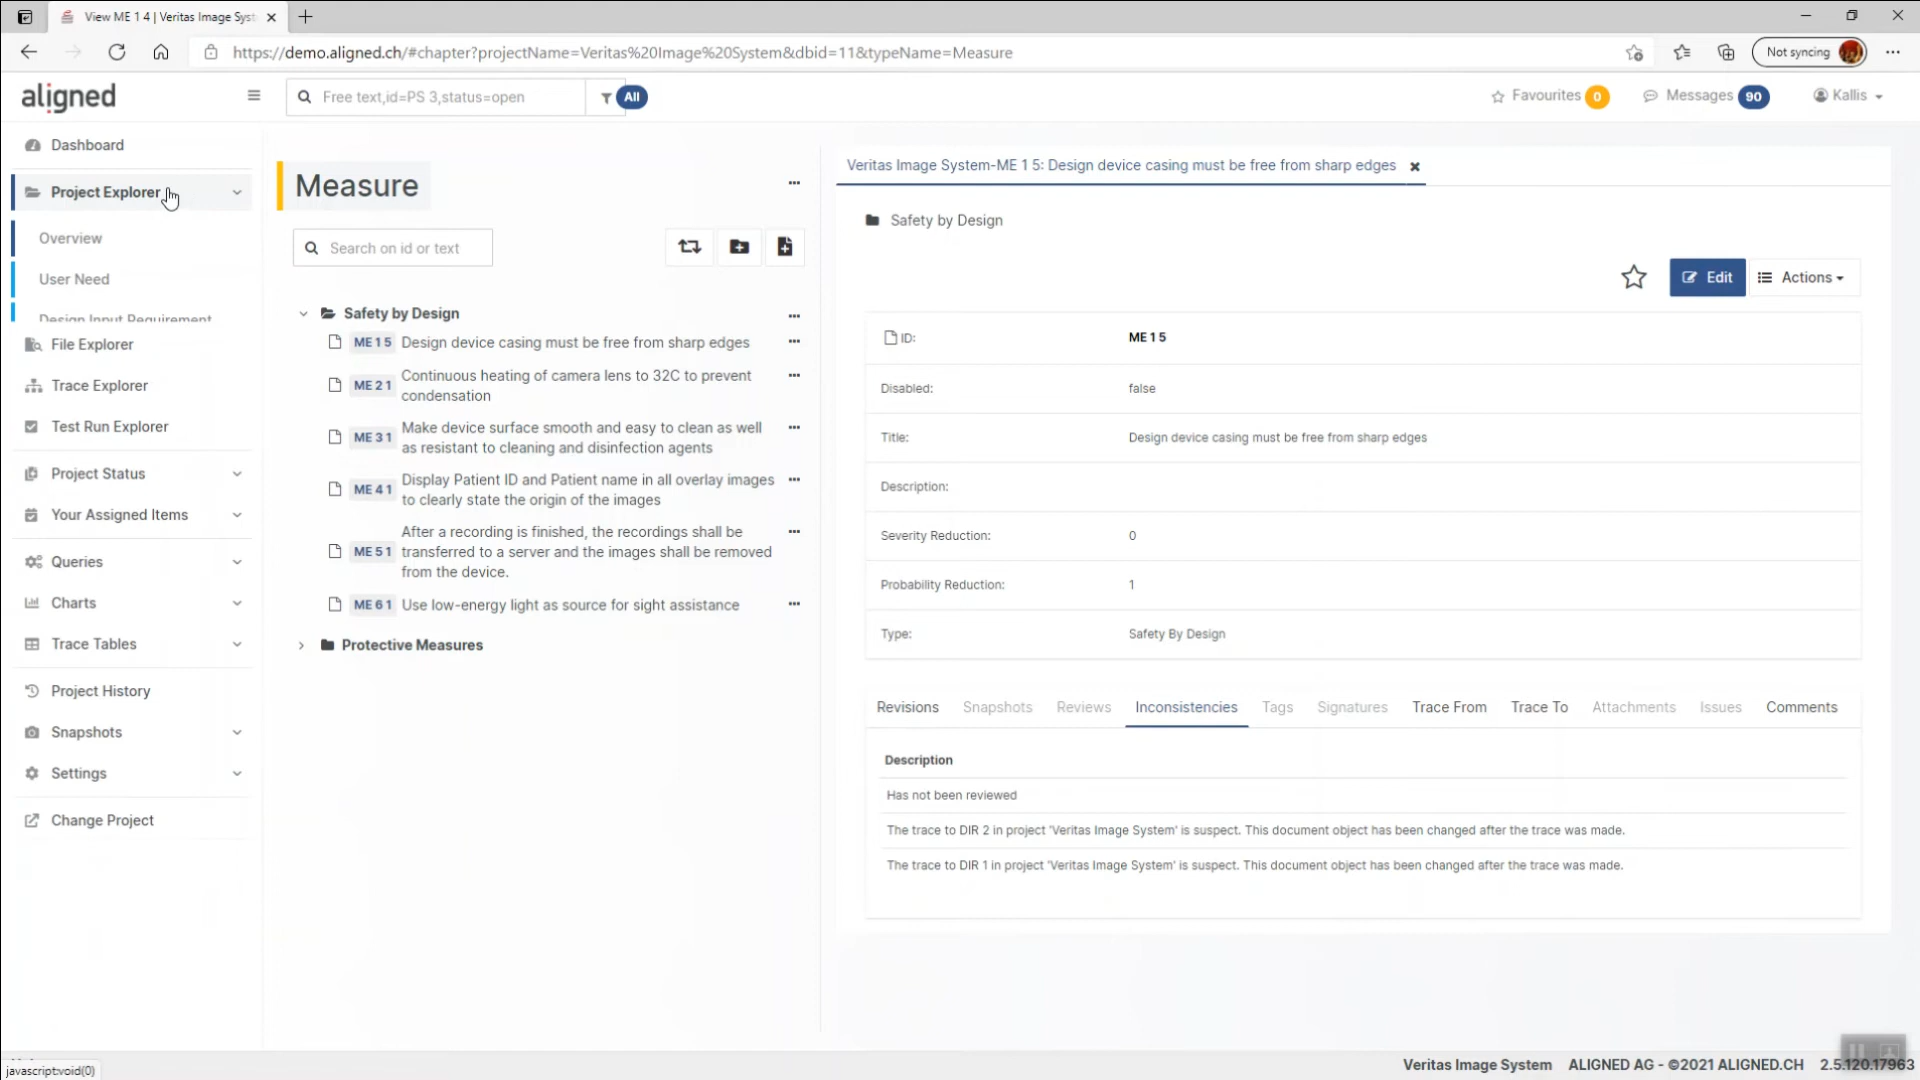 View ME 1 4 | Veritas Image Syst
https://demo.aligned.ch/#chapter?projectName=Veritas%20Image%20System&dbid=11&typeName=Measure
Not syncing
aligned
Free text,id=PS 3,status=open
All
Favourites 0
Messages 90
Kallis
Dashboard
Project Explorer
Overview
User Need
Design Input Requirement
File Explorer
Trace Explorer
Test Run Explorer
Project Status
Your Assigned Items
Queries
Charts
Trace Tables
Project History
Snapshots
Settings
Change Project
Measure
Search on id or text
Safety by Design
ME 1 5 Design device casing must be free from sharp edges
ME 2 1 Continuous heating of camera lens to 32C to prevent
condensation
ME 3 1 Make device surface smooth and easy to clean as well
as resistant to cleaning and disinfection agents
ME 4 1 Display Patient ID and Patient name in all overlay images
to clearly state the origin of the images
After a recording is finished, the recordings shall be
ME 5 1 transferred to a server and the images shall be removed
from the device.
ME 6 1 Use low-energy light as source for sight assistance
Protective Measures
Veritas Image System-ME 1 5: Design device casing must be free from sharp edges
Safety by Design
Edit
Actions
ID: ME 1 5
Disabled: false
Title: Design device casing must be free from sharp edges
Description:
Severity Reduction: 0
Probability Reduction: 1
Type: Safety By Design
Revisions Snapshots Reviews Inconsistencies Tags Signatures Trace From Trace To Attachments Issues Comments
Description
Has not been reviewed
The trace to DIR 2 in project 'Veritas Image System' is suspect. This document object has been changed after the trace was made.
The trace to DIR 1 in project 'Veritas Image System' is suspect. This document object has been changed after the trace was made.
javascript:void(0)
Veritas Image System ALIGNED AG - ©2021 ALIGNED.CH 2.5.120.17963